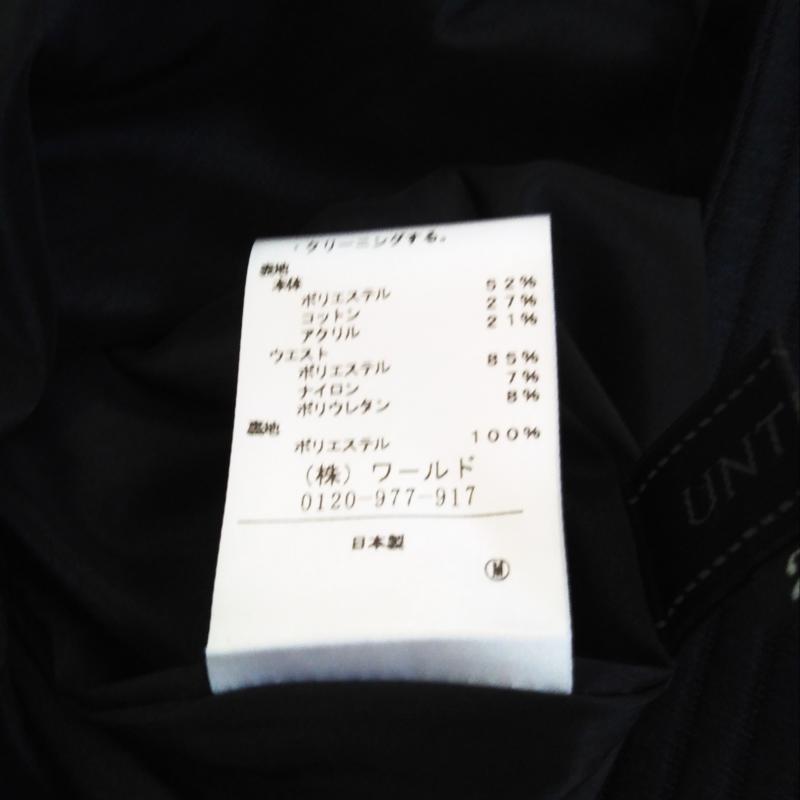 クリーニングする。
表地
本体
ポリエステル 52%
コットン 27%
アクリル 21%
ウエスト
ポリエステル 85%
ナイロン 7%
ポリウレタン 8%
裏地
ポリエステル 100%
(株) ワールド
0120-977-917
日本製
Ⓜ
UNT